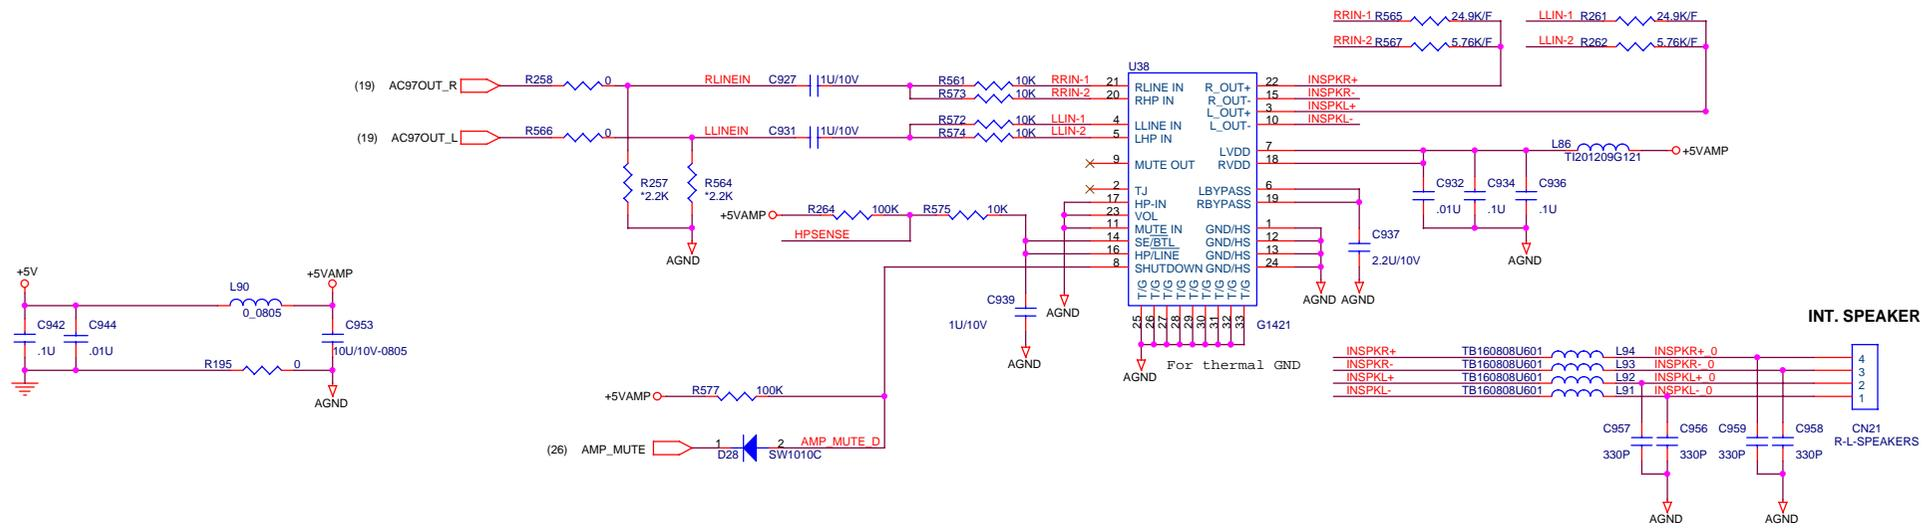 RRIN-1 R565 24.9K/F LLIN-1 R261 24.9K/F
RRIN-2 R567 5.76K/F LLIN-2 R262 5.76K/F
U38
(19) AC97OUT_R R258 0 RLINEIN C927 1U/10V R561 10K RRIN-1 21 RLINE IN R_OUT+ 22 INSPKR+
R573 10K RRIN-2 20 RHP IN R_OUT- 15 INSPKR-
L_OUT+ 3 INSPKL+
R572 10K LLIN-1 4 LLINE IN L_OUT- 10 INSPKL-
(19) AC97OUT_L R566 0 LLINEIN C931 1U/10V R574 10K LLIN-2 5 LHP IN
LVDD 7 L86 TI201209G121 +5VAMP
9 MUTE OUT RVDD 18
R257 *2.2K R564 *2.2K
C932 .01U C934 .1U C936 .1U
2 TJ LBYPASS 6
17 HP-IN RBYPASS 19
+5VAMP R264 100K R575 10K 23 VOL
11 MUTE IN GND/HS 1
HPSENSE 14 SE/BTL GND/HS 12
16 HP/LINE GND/HS 13
8 SHUTDOWN GND/HS 24
C937 2.2U/10V
AGND
AGND
+5V +5VAMP
L90 0_0805
T/G T/G T/G T/G T/G T/G T/G T/G T/G
C939 1U/10V
AGND
AGND AGND
25 26 27 28 29 30 31 32 33
G1421
C942 .1U C944 .01U C953 10U/10V-0805
R195 0
AGND
AGND
AGND
For thermal GND
INT. SPEAKER
INSPKR+ TB160808U601 L94 INSPKR+_0 4
INSPKR- TB160808U601 L93 INSPKR-_0 3
INSPKL+ TB160808U601 L92 INSPKL+_0 2
INSPKL- TB160808U601 L91 INSPKL-_0 1
+5VAMP R577 100K
(26) AMP_MUTE 1 D28 2 SW1010C AMP_MUTE_D
C957 330P C956 330P C959 330P C958 330P
CN21
R-L-SPEAKERS
AGND AGND